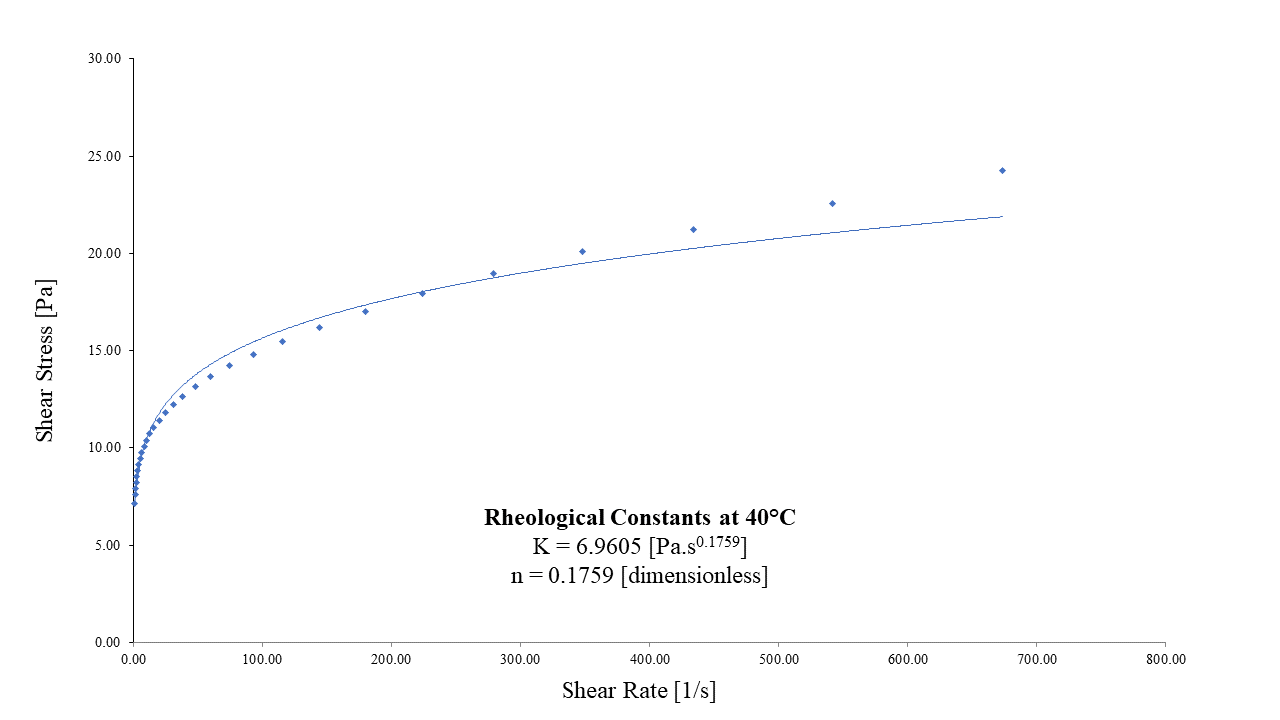 30.00
25.00
20.00
15.00
10.00
5.00
0.00
Shear Stress [Pa]
Rheological Constants at 40°C
K = 6.9605 [Pa.s^0.1759]
n = 0.1759 [dimensionless]
0.00 100.00 200.00 300.00 400.00 500.00 600.00 700.00 800.00
Shear Rate [1/s]